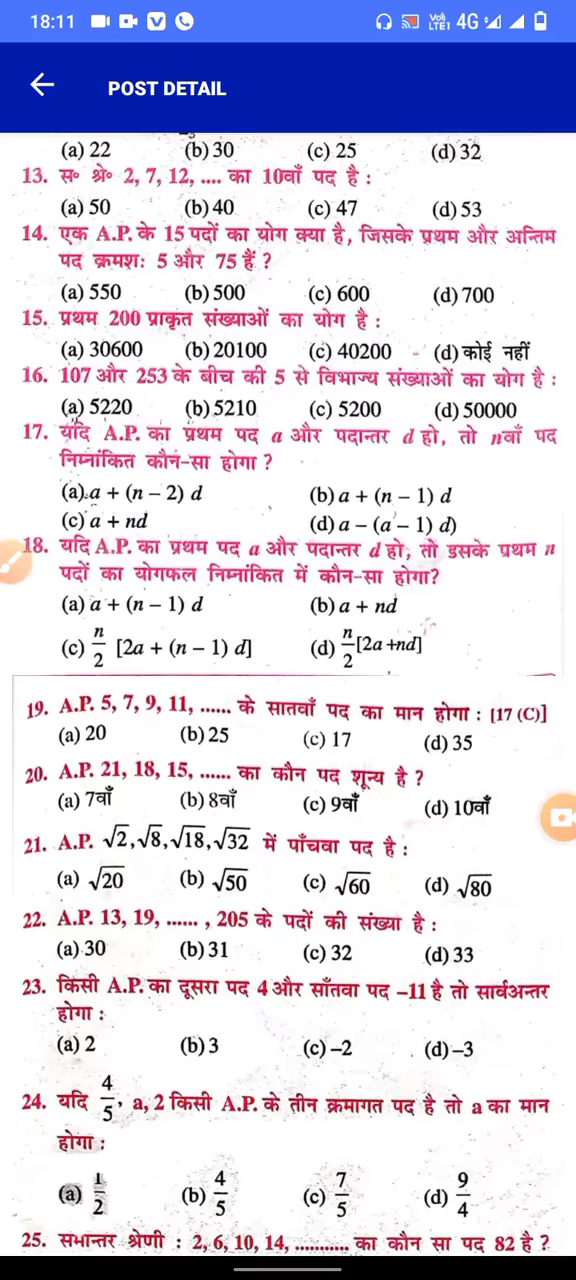 18:11 Vo) LTE1 4G
POST DETAIL
(a) 22 (b) 30 (c) 25 (d) 32
13. स॰ श्रे॰ 2, 7, 12, .... का 10वाँ पद है :
(a) 50 (b) 40 (c) 47 (d) 53
14. एक A.P. के 15 पदों का योग क्या है, जिसके प्रथम और अन्तिम
पद क्रमशः 5 और 75 हैं ?
(a) 550 (b) 500 (c) 600 (d) 700
15. प्रथम 200 प्राकृत संख्याओं का योग है :
(a) 30600 (b) 20100 (c) 40200 (d) कोई नहीं
16. 107 और 253 के बीच की 5 से विभाज्य संख्याओं का योग है :
(a) 5220 (b) 5210 (c) 5200 (d) 50000
17. यदि A.P. का प्रथम पद a और पदान्तर d हो, तो nवाँ पद
निम्नांकित कौन-सा होगा ?
(a) a + (n – 2) d (b) a + (n – 1) d
(c) a + nd (d) a – (a – 1) d)
18. यदि A.P. का प्रथम पद a और पदान्तर d हो, तो उसके प्रथम n
पदों का योगफल निम्नांकित में कौन-सा होगा?
(a) a + (n – 1) d (b) a + nd
(c) n/2 [2a + (n – 1) d] (d) n/2 [2a +nd]
19. A.P. 5, 7, 9, 11, ...... के सातवाँ पद का मान होगा : [17 (C)]
(a) 20 (b) 25 (c) 17 (d) 35
20. A.P. 21, 18, 15, ...... का कौन पद शून्य है ?
(a) 7वाँ (b) 8वाँ (c) 9वाँ (d) 10वाँ
21. A.P. √2, √8, √18, √32 में पाँचवा पद है :
(a) √20 (b) √50 (c) √60 (d) √80
22. A.P. 13, 19, ...... , 205 के पदों की संख्या है :
(a) 30 (b) 31 (c) 32 (d) 33
23. किसी A.P. का दूसरा पद 4 और साँतवा पद –11 है तो सार्वअन्तर
होगा :
(a) 2 (b) 3 (c) –2 (d) –3
24. यदि 4/5, a, 2 किसी A.P. के तीन क्रमागत पद है तो a का मान
होगा :
(a) 1/2 (b) 4/5 (c) 7/5 (d) 9/4
25. समान्तर श्रेणी : 2, 6, 10, 14, ........... का कौन सा पद 82 है ?